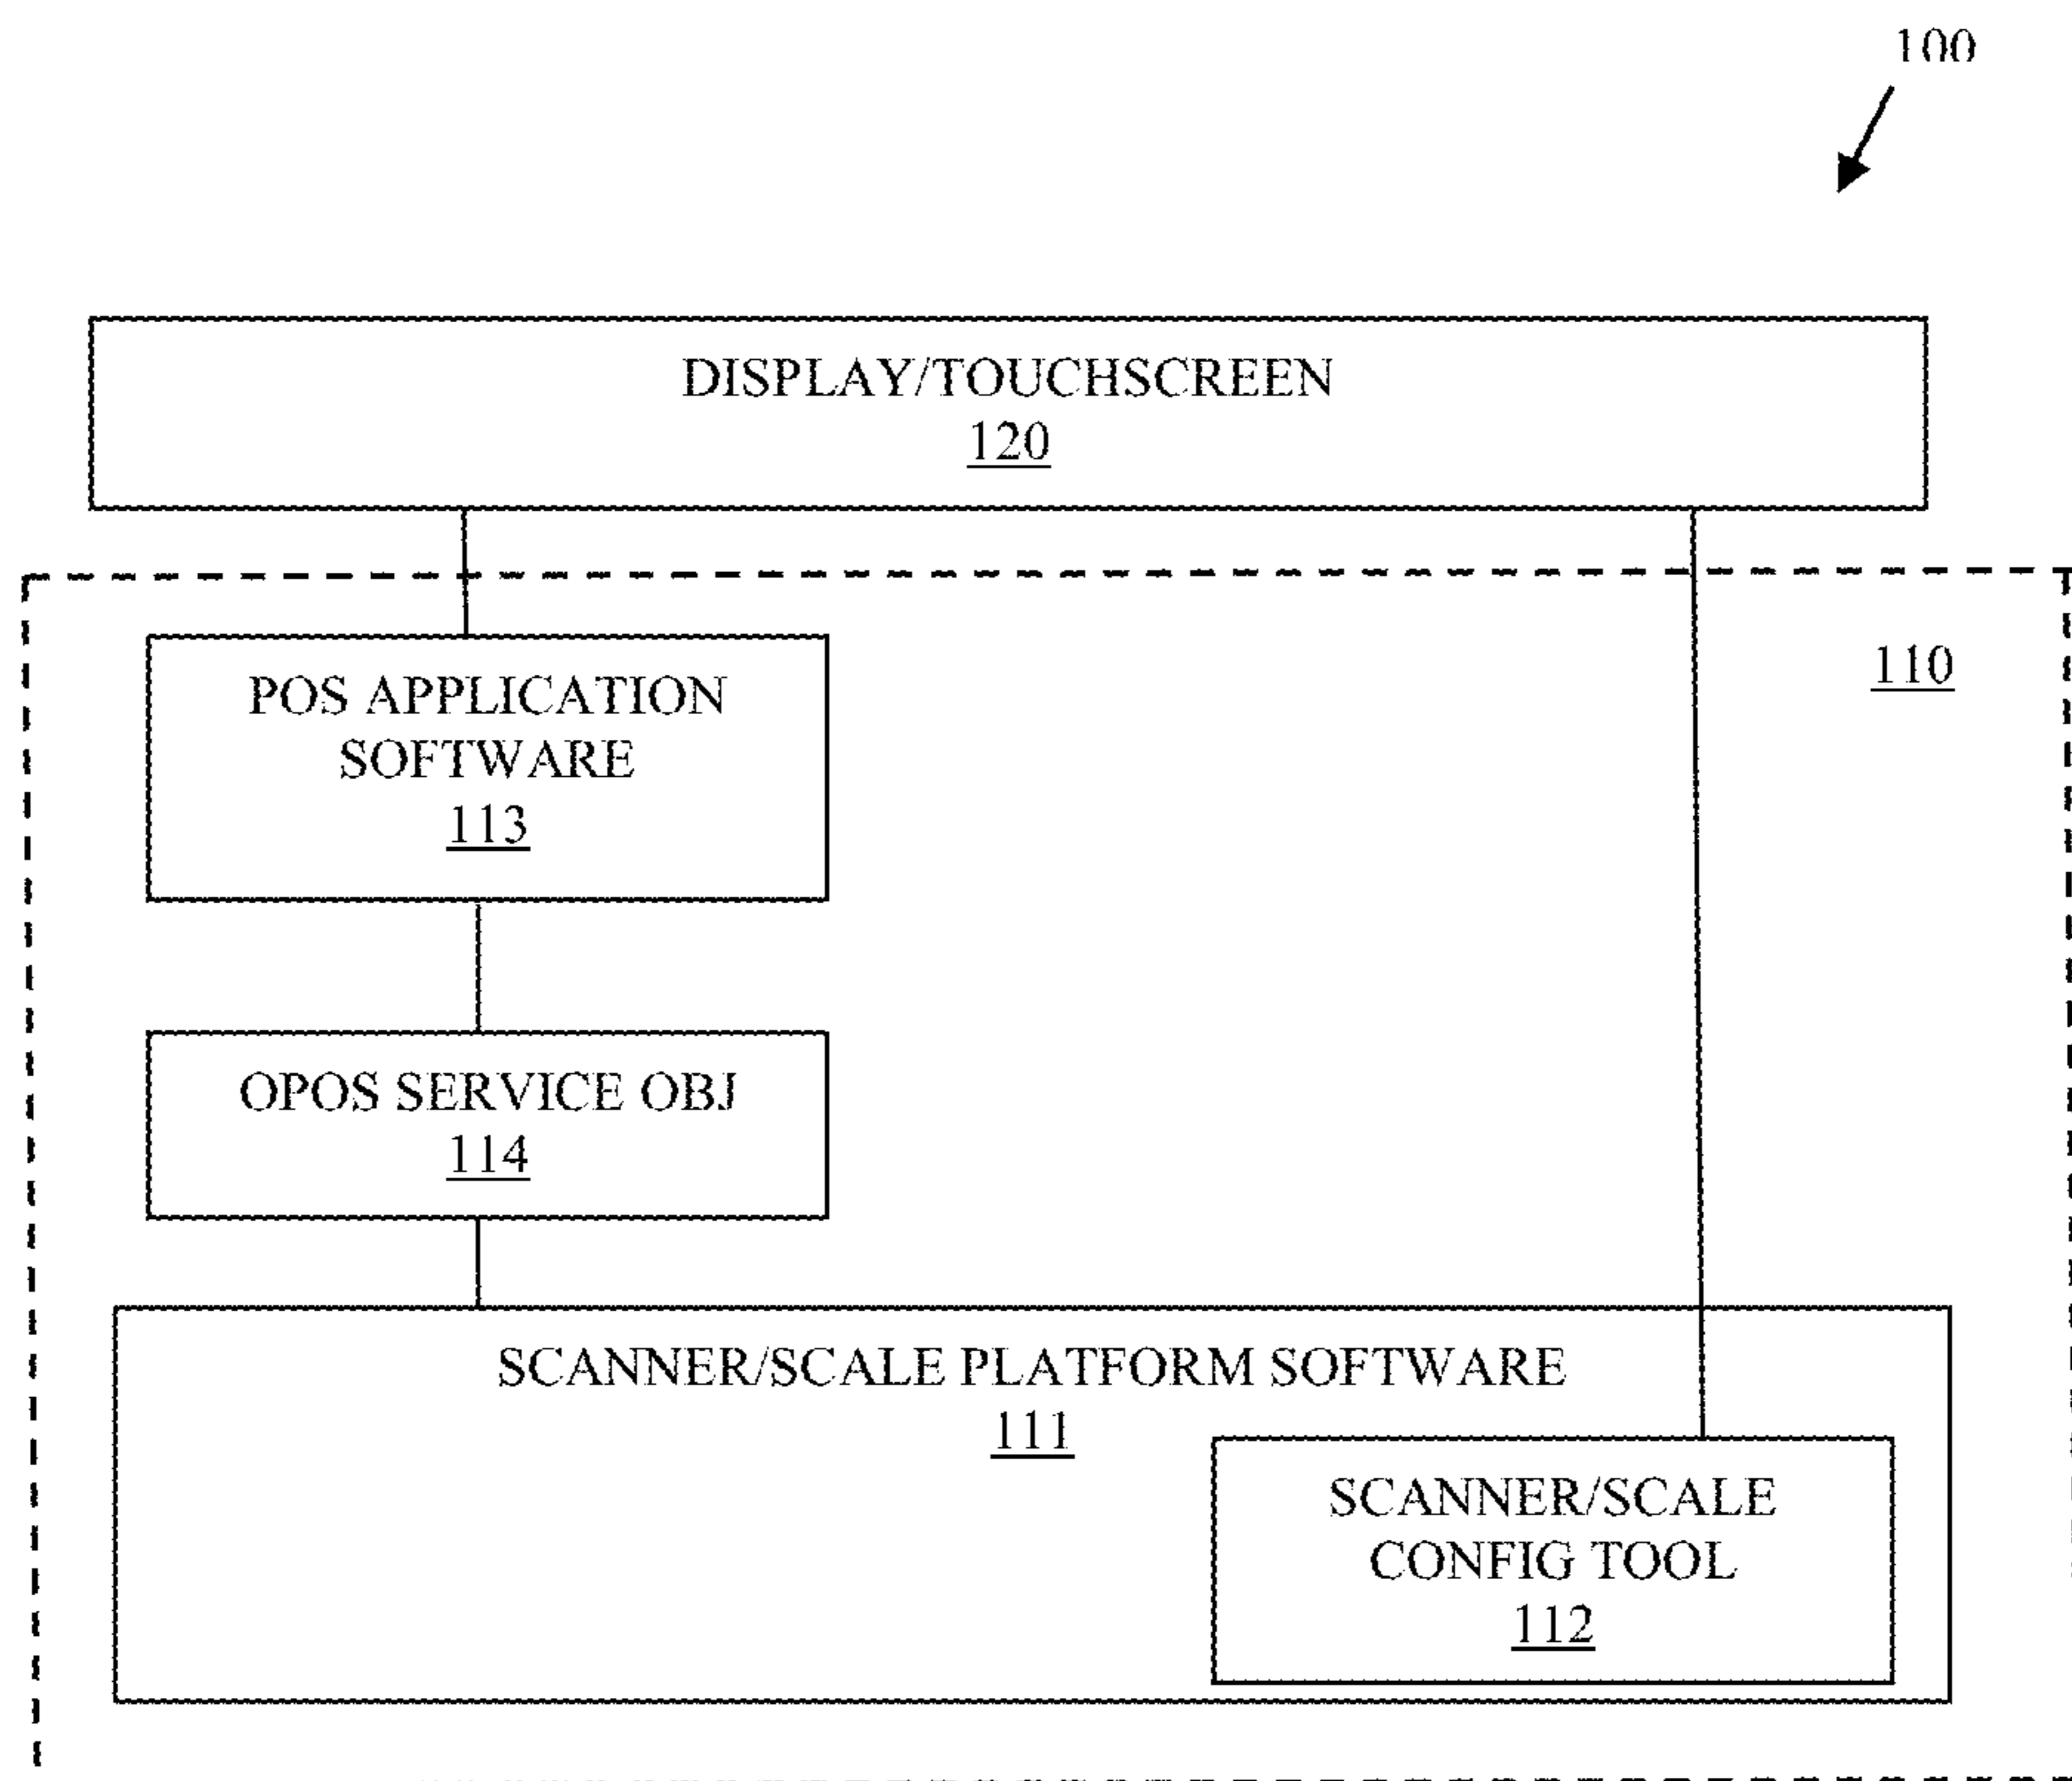 100
DISPLAY/TOUCHSCREEN
120
110
POS APPLICATION
SOFTWARE
113
OPOS SERVICE OBJ
114
SCANNER/SCALE PLATFORM SOFTWARE
111
SCANNER/SCALE
CONFIG TOOL
112